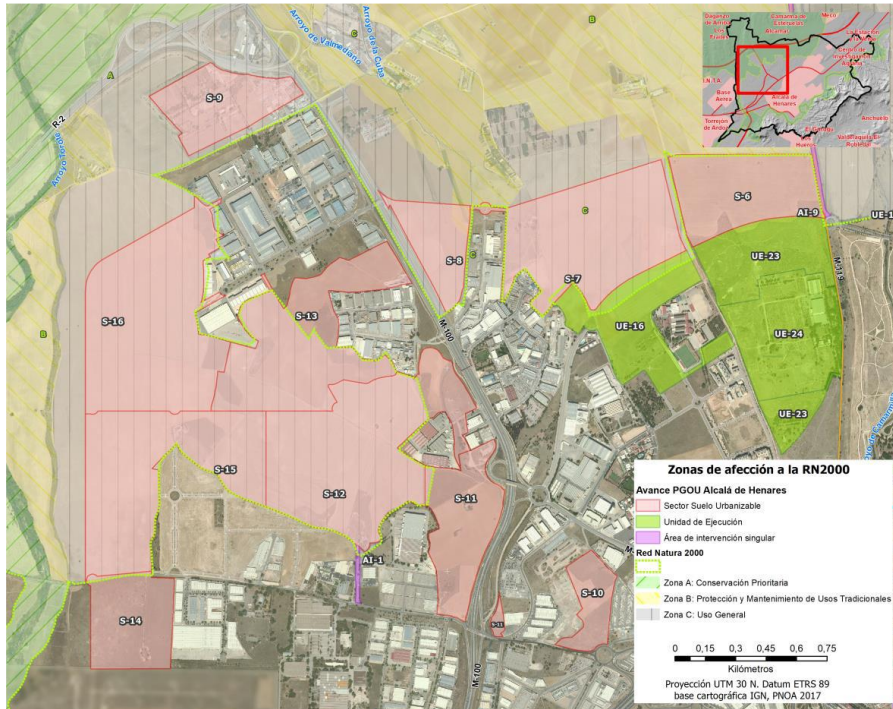 Meco
Alcalá de
Henares
Arroyo de Valmediano
Arroyo de la Cuba
C
B
A
R-2
Arroyo
S-9
S-6
AI-9
UE-1
S-8
C
C
S-7
UE-23
M-119
S-16
S-13
M-100
UE-16
UE-24
B
UE-23
S-15
S-12
S-11
AI-1
S-10
S-14
S-11
M-100
Zonas de afección a la RN2000
Avance PGOU Alcalá de Henares
Sector Suelo Urbanizable
Unidad de Ejecución
Área de intervención singular
Red Natura 2000
Zona A: Conservación Prioritaria
Zona B: Protección y Mantenimiento de Usos Tradicionales
Zona C: Uso General
0 0,15 0,3 0,45 0,6 0,75
Kilómetros
Proyección UTM 30 N. Datum ETRS 89
base cartográfica IGN, PNOA 2017